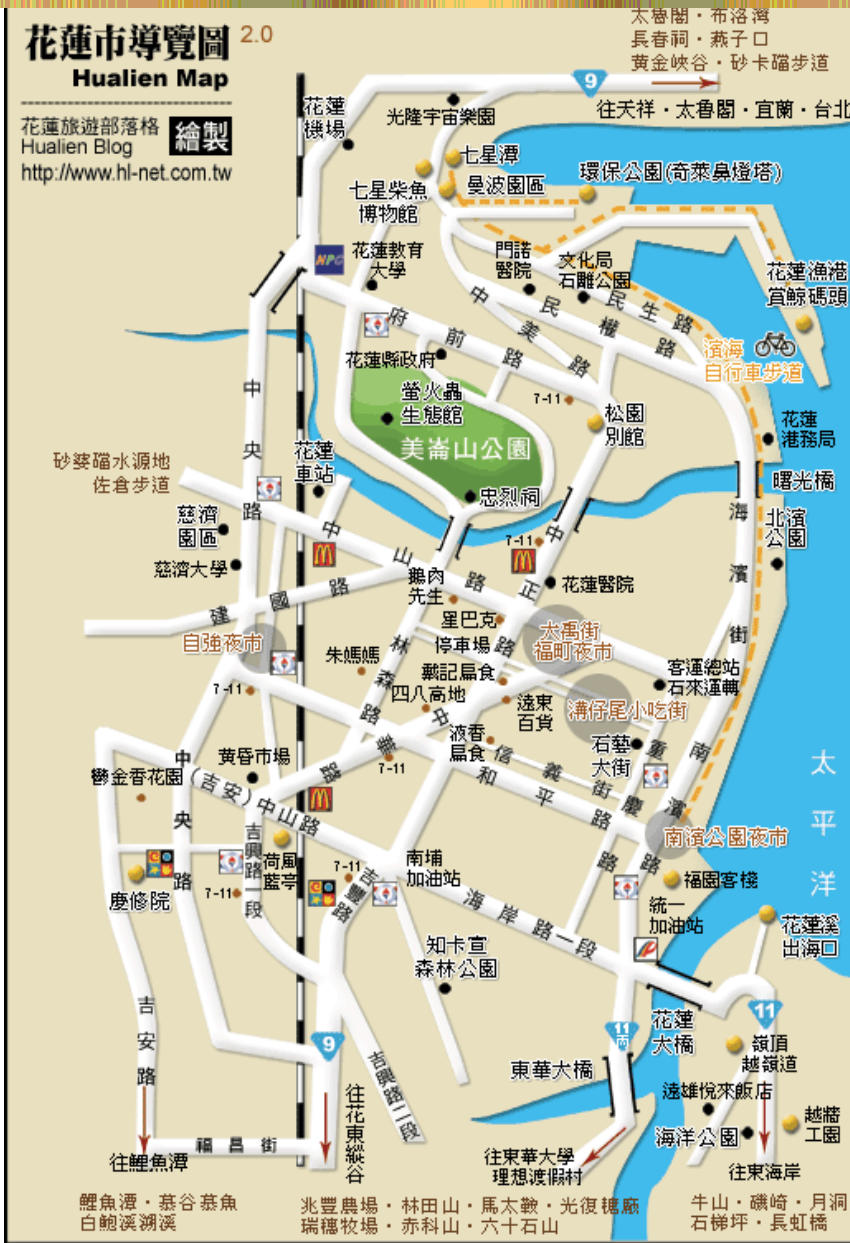 花蓮市導覽圖 2.0
Hualien Map
花蓮旅遊部落格
Hualien Blog
繪製
http://www.hl-net.com.tw
太魯閣・布洛灣
長春祠・燕子口
黃金峽谷・砂卡礑步道
9
往天祥・太魯閣・宜蘭・台北
花蓮
機場
光隆宇宙樂園
七星潭
曼波園區
七星柴魚
博物館
環保公園(奇萊鼻燈塔)
花蓮教育
大學
門諾
醫院
文化局
石雕公園
花蓮漁港
賞鯨碼頭
民生路
民權路
中美路
府前路
濱海
自行車步道
花蓮縣政府
7-11
松園
別館
螢火蟲
生態館
美崙山公園
忠烈祠
花蓮
港務局
曙光橋
北濱
公園
海濱街
中央路
花蓮
車站
砂婆礑水源地
佐倉步道
慈濟
園區
慈濟大學
中山路
7-11
中正路
花蓮醫院
建國路
鵝肉
先生
星巴克
停車場
大禹街
福町夜市
自強夜市
朱媽媽
林森路
戴記扁食
四八高地
遠東
百貨
溝仔尾小吃街
客運總站
石來運轉
7-11
液香
扁食
石藝
大街
重慶路
南濱路
中華路
7-11
信義街
和平路
黃昏市場
鬱金香花園
(吉安)中山路
中央路
南濱公園夜市
太平洋
荷風
藍亭
吉興路一段
慶修院
7-11
7-11
吉豐路
南埔
加油站
海岸路一段
福園客棧
統一
加油站
花蓮溪
出海口
知卡宣
森林公園
吉安路
9
吉興路二段
11
丙
花蓮
大橋
11
嶺頂
越嶺道
東華大橋
遠雄悅來飯店
海洋公園
牆
工園
福昌街
往鯉魚潭
往花東縱谷
往東華大學
理想渡假村
往東海岸
鯉魚潭・慕谷慕魚
白鮑溪溯溪
兆豐農場・林田山・馬太鞍・光復糖廠
瑞穗牧場・赤科山・六十石山
牛山・磯崎・月洞
石梯坪・長虹橋